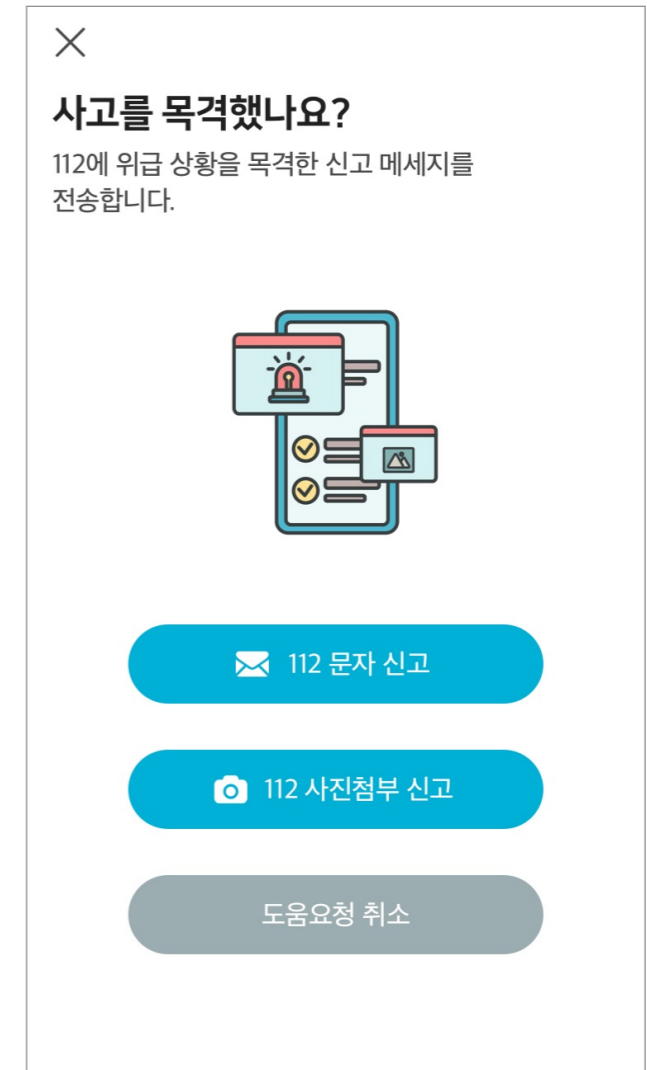 사고를 목격했나요?
112에 위급 상황을 목격한 신고 메세지를
전송합니다.
112 문자 신고
112 사진첨부 신고
도움요청 취소